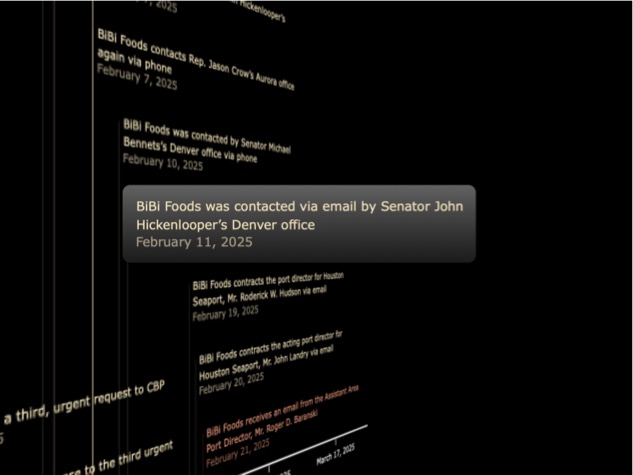 , 2025
Hickenlooper's
BiBi Foods contacts Rep. Jason Crow's Aurora office
again via phone
February 7, 2025
BiBi Foods was contacted by Senator Michael
Bennets's Denver office via phone
February 10, 2025
BiBi Foods was contacted via email by Senator John
Hickenlooper's Denver office
February 11, 2025
BiBi Foods contracts the port director for Houston
Seaport, Mr. Roderick W. Hudson via email
February 19, 2025
BiBi Foods contracts the acting port director for
Houston Seaport, Mr. John Landry via email
February 20, 2025
a third, urgent request to CBP
5
BiBi Foods receives an email from the Assistant Area
Port Director, Mr. Roger D. Baranski
February 21, 2025
to the third urgent
2025
March 17, 2025